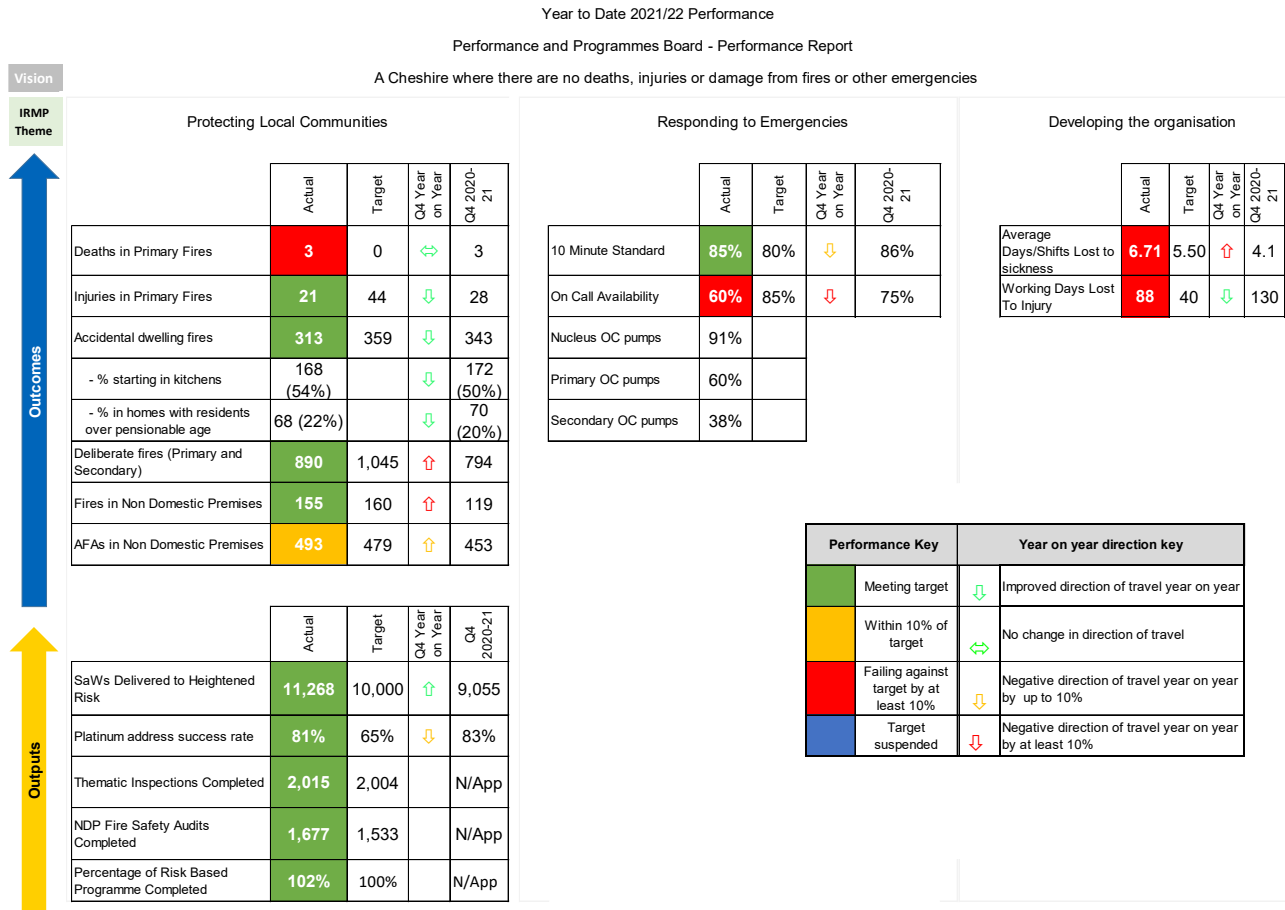 Year to Date 2021/22 Performance
Performance and Programmes Board - Performance Report
Vision
A Cheshire where there are no deaths, injuries or damage from fires or other emergencies
IRMP
Theme
Protecting Local Communities
Responding to Emergencies
Developing the organisation
Outcomes
Actual
Target
Q4 Year
on Year
Q4 2020-
21
Deaths in Primary Fires 3 0 3
Injuries in Primary Fires 21 44 28
Accidental dwelling fires 313 359 343
- % starting in kitchens 168
(54%)
172
(50%)
- % in homes with residents
over pensionable age
68 (22%)
70
(20%)
Deliberate fires (Primary and
Secondary)
890 1,045 794
Fires in Non Domestic Premises 155 160 119
AFAs in Non Domestic Premises 493 479 453
Actual
Target
Q4 Year
on Year
Q4 2020-
21
10 Minute Standard 85% 80% 86%
On Call Availability 60% 85% 75%
Nucleus OC pumps 91%
Primary OC pumps 60%
Secondary OC pumps 38%
Actual
Target
Q4 Year
on Year
Q4 2020-
21
Average
Days/Shifts Lost to
sickness
6.71 5.50 4.1
Working Days Lost
To Injury
88 40 130
Performance Key
Year on year direction key
Meeting target
Improved direction of travel year on year
Within 10% of
target
No change in direction of travel
Failing against
target by at
least 10%
Negative direction of travel year on year
by up to 10%
Target
suspended
Negative direction of travel year on year
by at least 10%
Outputs
Actual
Target
Q4 Year
on Year
Q4
2020-21
SaWs Delivered to Heightened
Risk
11,268 10,000 9,055
Platinum address success rate 81% 65% 83%
Thematic Inspections Completed 2,015 2,004 N/App
NDP Fire Safety Audits
Completed
1,677 1,533 N/App
Percentage of Risk Based
Programme Completed
102% 100% N/App